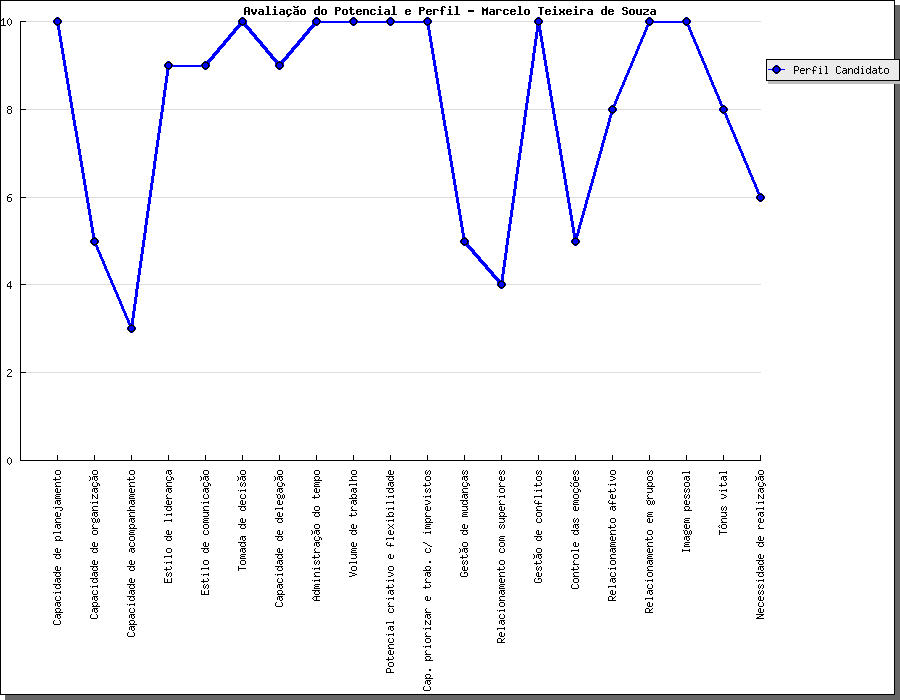 Avaliação do Potencial e Perfil - Marcelo Teixeira de Souza
10
8
6
4
2
0
Perfil Candidato
Capacidade de planejamento
Capacidade de organização
Capacidade de acompanhamento
Estilo de liderança
Estilo de comunicação
Tomada de decisão
Capacidade de delegação
Administração do tempo
Volume de trabalho
Potencial criativo e flexibilidade
Cap. priorizar e trab. c/ imprevistos
Gestão de mudanças
Relacionamento com superiores
Gestão de conflitos
Controle das emoções
Relacionamento afetivo
Relacionamento em grupos
Imagem pessoal
Tônus vital
Necessidade de realização